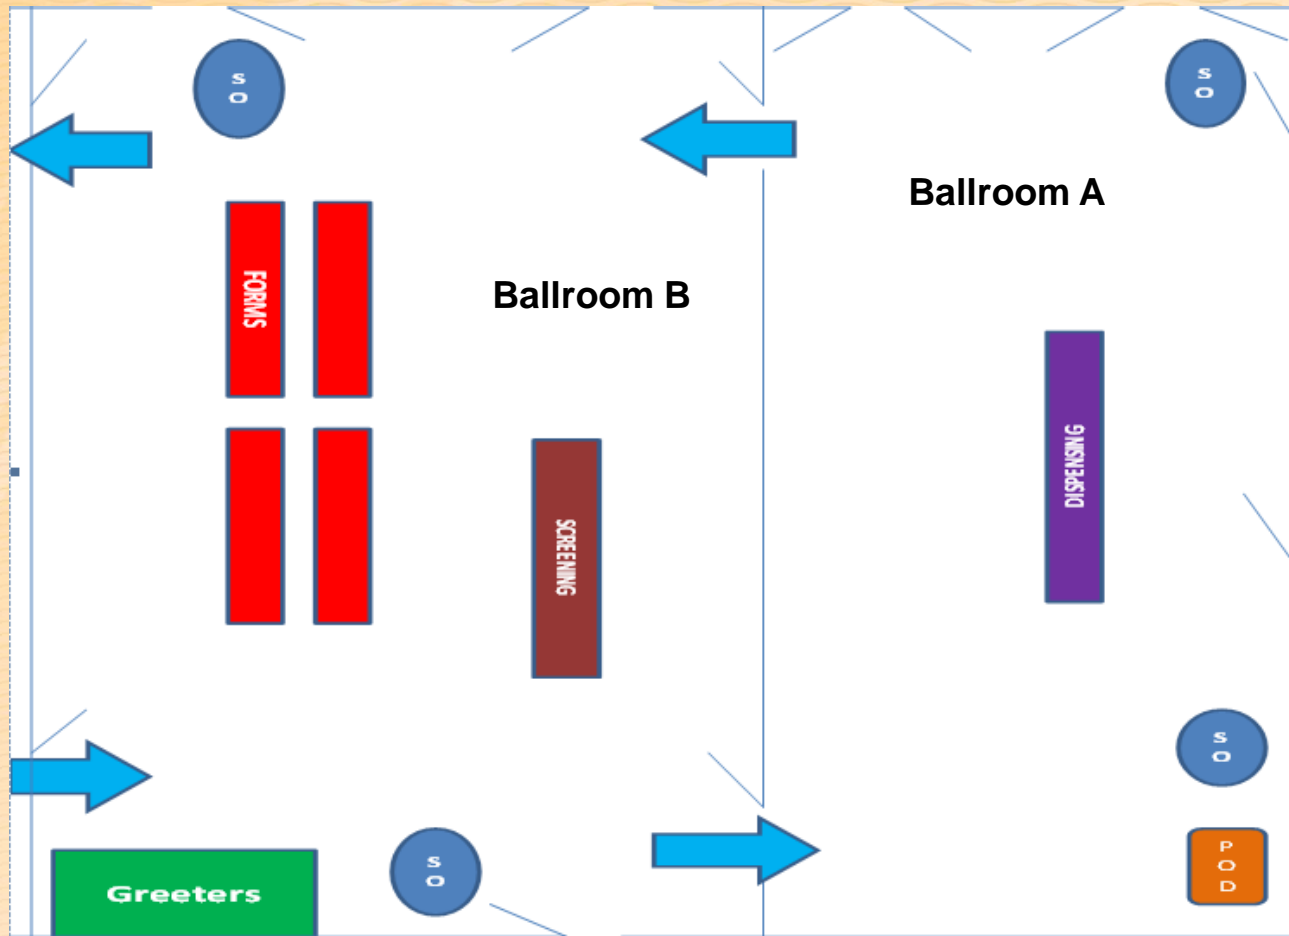 S
O
S
O
Ballroom A
FORMS
Ballroom B
DISPENSING
SCREENING
S
O
P
O
D
S
O
Greeters